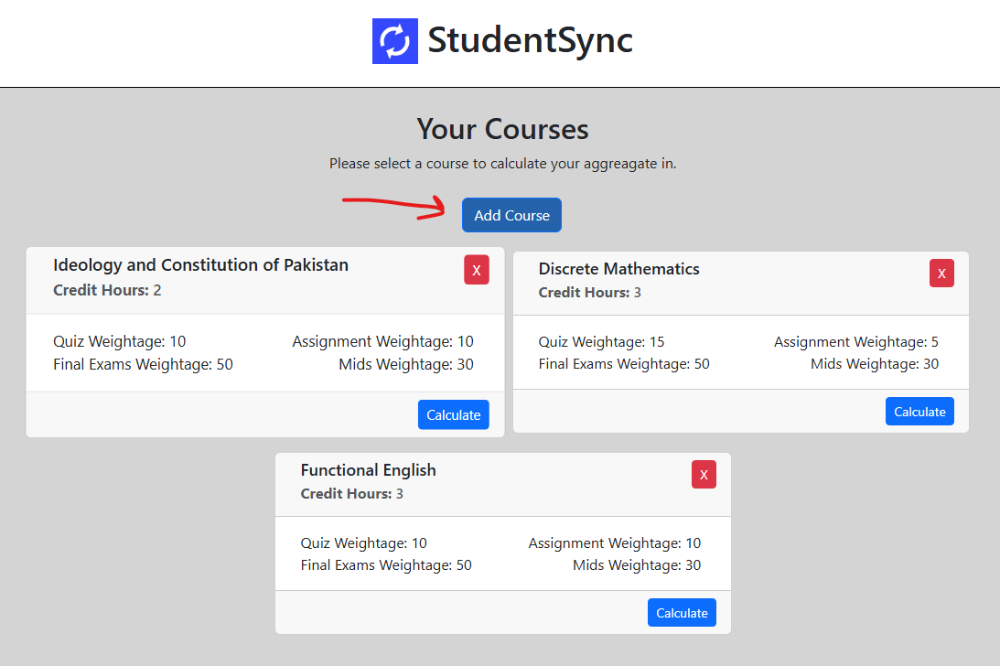 StudentSync
Your Courses
Please select a course to calculate your aggreagate in.
Add Course
Ideology and Constitution of Pakistan
X
Credit Hours: 2
Quiz Weightage: 10
Assignment Weightage: 10
Final Exams Weightage: 50
Mids Weightage: 30
Calculate
Discrete Mathematics
X
Credit Hours: 3
Quiz Weightage: 15
Assignment Weightage: 5
Final Exams Weightage: 50
Mids Weightage: 30
Calculate
Functional English
X
Credit Hours: 3
Quiz Weightage: 10
Assignment Weightage: 10
Final Exams Weightage: 50
Mids Weightage: 30
Calculate